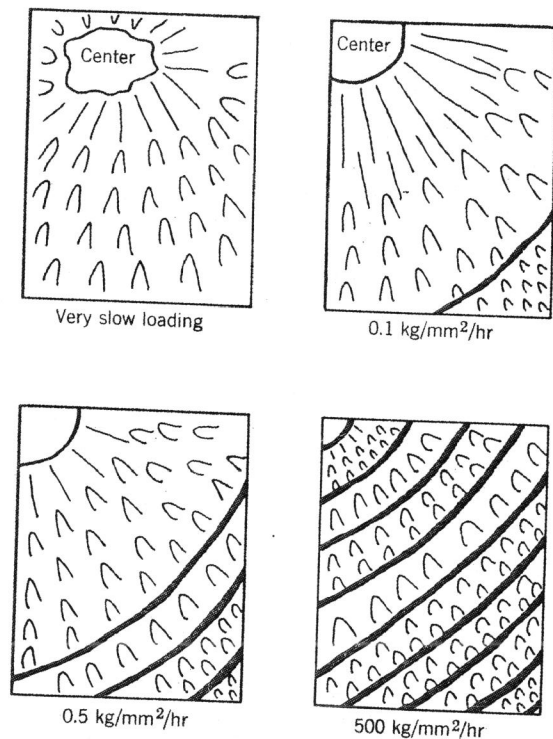 Center
Center
Very slow loading
0.1 kg/mm²/hr
0.5 kg/mm²/hr
500 kg/mm²/hr